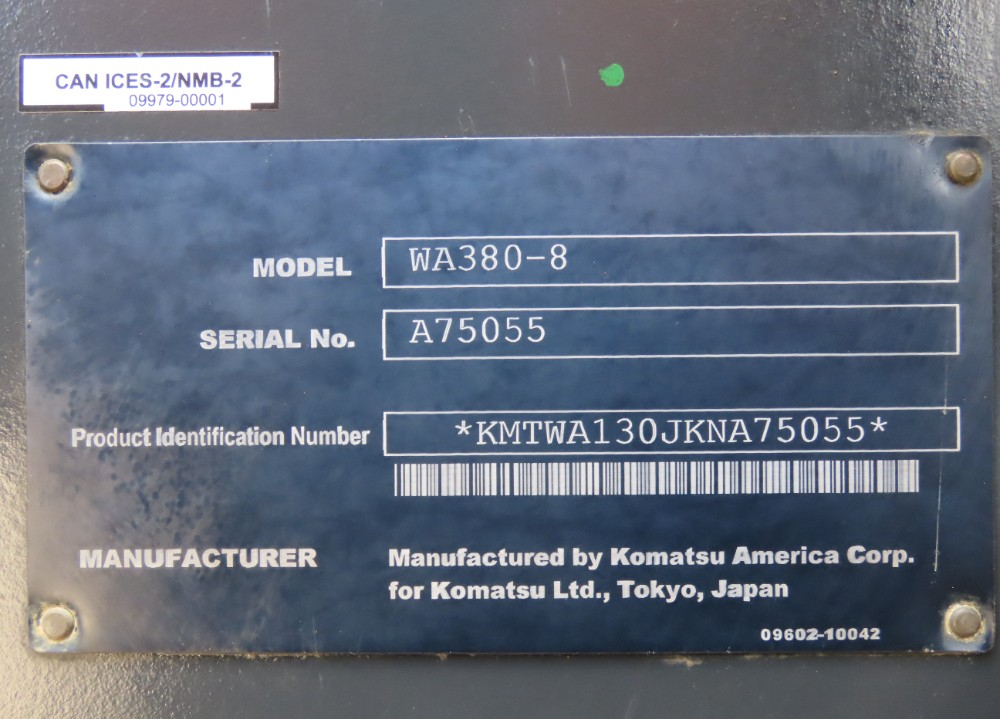 CAN ICES-2/NMB-2
09979-00001
MODEL WA380-8
SERIAL No. A75055
Product Identification Number *KMTWA130JKNA75055*
MANUFACTURER Manufactured by Komatsu America Corp.
for Komatsu Ltd., Tokyo, Japan
09602-10042